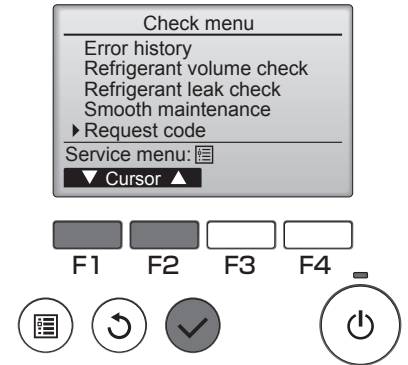 Check menu
Error history
Refrigerant volume check
Refrigerant leak check
Smooth maintenance
Request code
Service menu:
Cursor
F1 F2 F3 F4